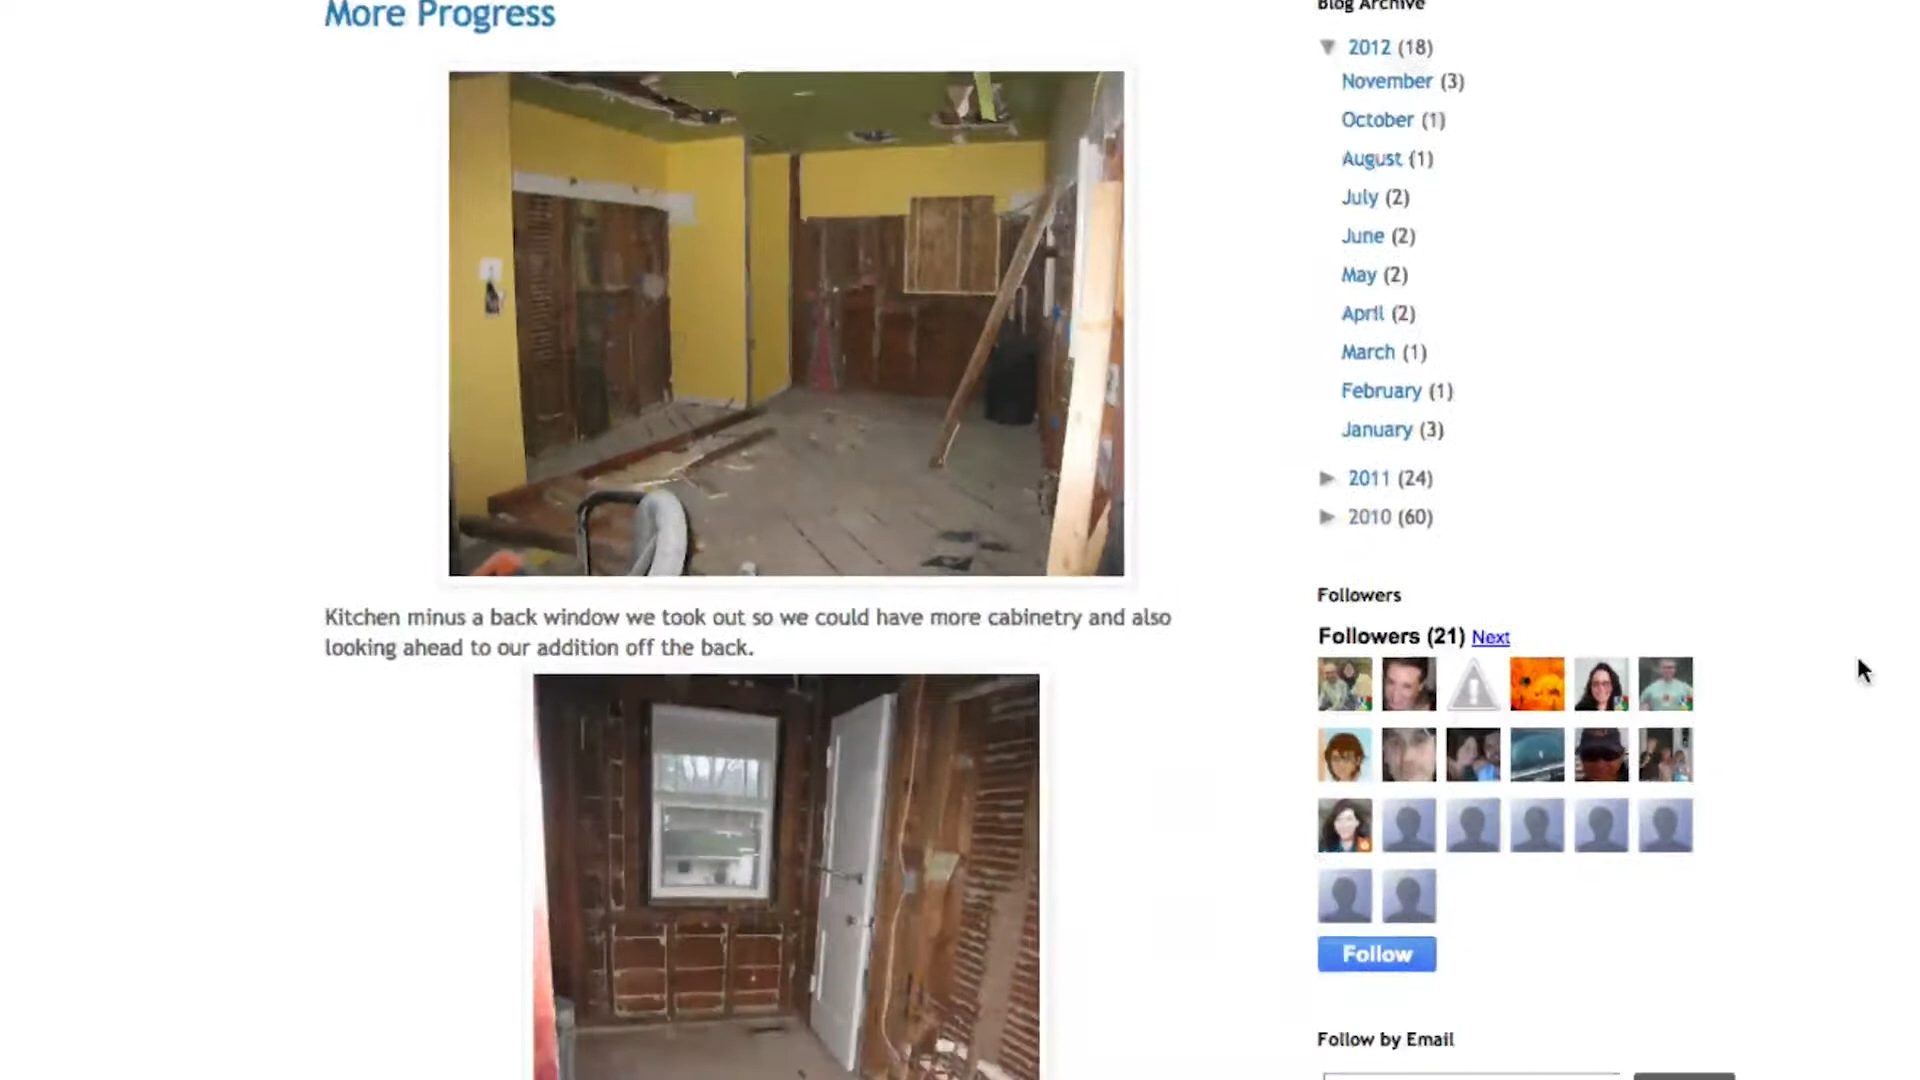 More Progress
Kitchen minus a back window we took out so we could have more cabinetry and also
looking ahead to our addition off the back.
Blog Archive
▼ 2012 (18)
November (3)
October (1)
August (1)
July (2)
June (2)
May (2)
April (2)
March (1)
February (1)
January (3)
► 2011 (24)
► 2010 (60)
Followers
Followers (21) Next
Follow
Follow by Email